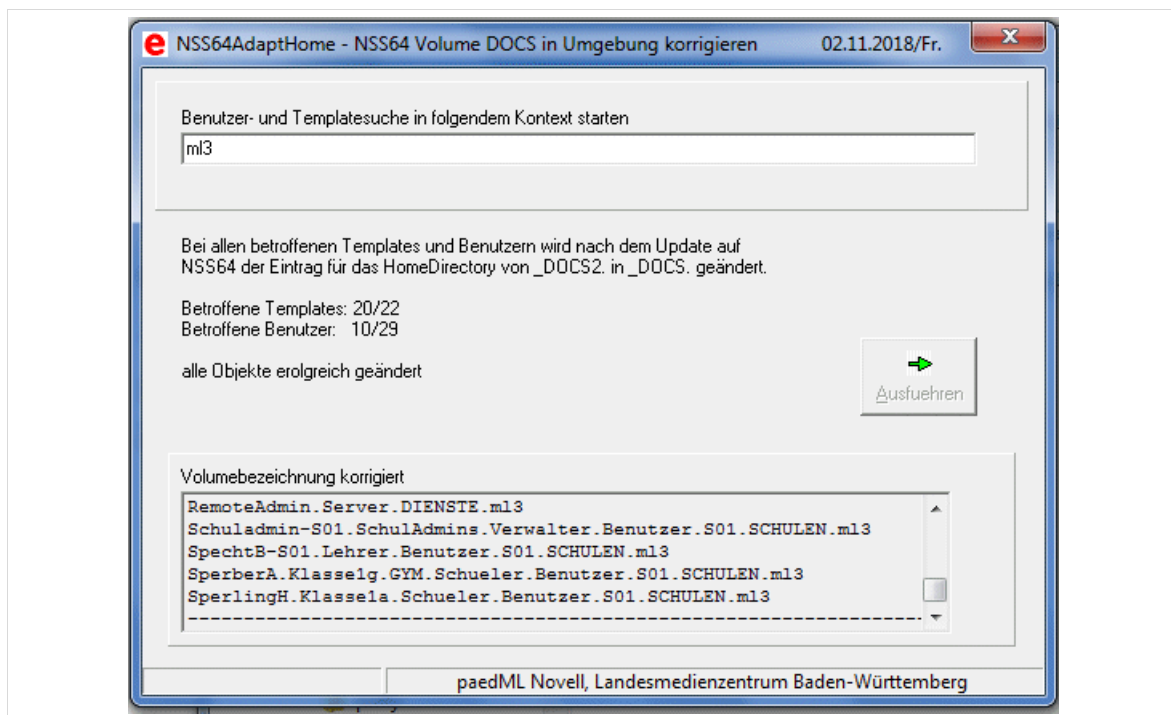 e NSS64AdaptHome - NSS64 Volume DOCS in Umgebung korrigieren 02.11.2018/Fr. x
Benutzer- und Templatesuche in folgendem Kontext starten
ml3
Bei allen betroffenen Templates und Benutzern wird nach dem Update auf
NSS64 der Eintrag für das HomeDirectory von _DOCS2. in _DOCS. geändert.
Betroffene Templates: 20/22
Betroffene Benutzer: 10/29
alle Objekte erolgreich geändert
Ausfuehren
Volumebezeichnung korrigiert
RemoteAdmin.Server.DIENSTE.ml3
Schuladmin-S01.SchulAdmins.Verwalter.Benutzer.S01.SCHULEN.ml3
SpechtB-S01.Lehrer.Benutzer.S01.SCHULEN.ml3
SperberA.Klasse1g.GYM.Schueler.Benutzer.S01.SCHULEN.ml3
SperlingH.Klasse1a.Schueler.Benutzer.S01.SCHULEN.ml3
------------------------------------------------------------------
paedML Novell, Landesmedienzentrum Baden-Württemberg